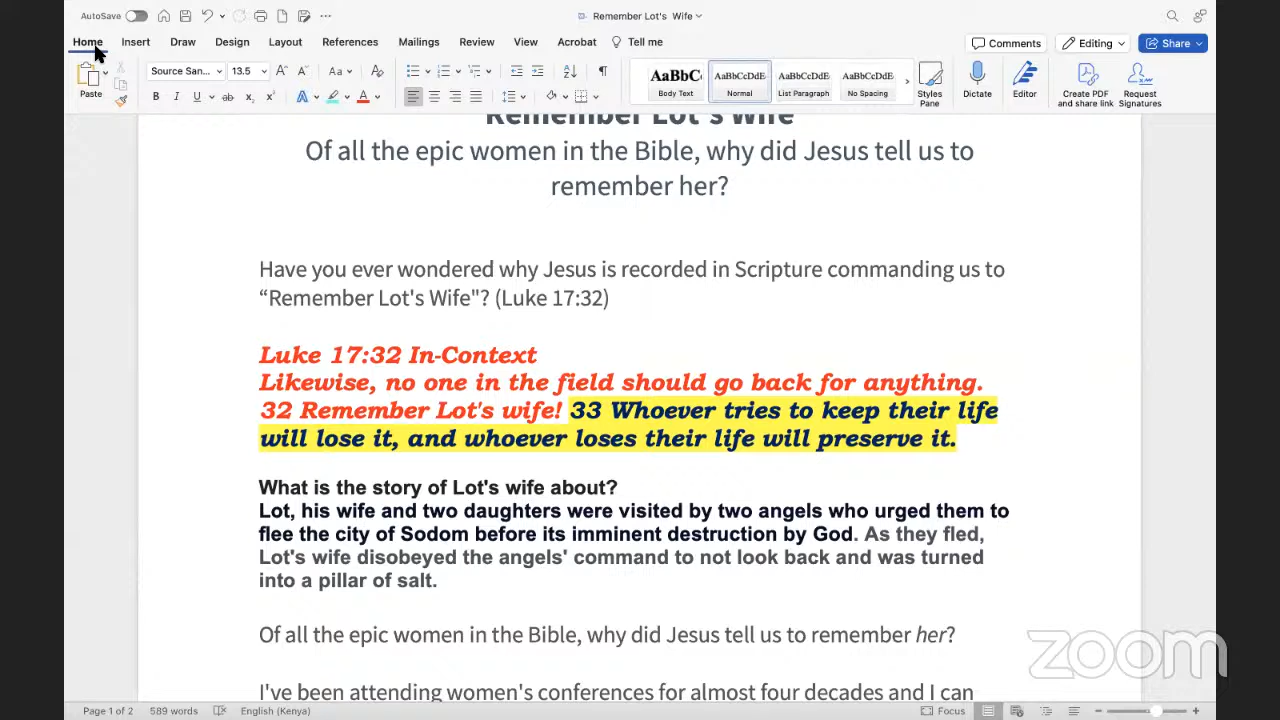 AutoSave
Remember Lot's Wife
Home Insert Draw Design Layout References Mailings Review View Acrobat Tell me
Comments Editing Share
Paste
Source San... 13.5
AaBbC AaBbCcDdE AaBbCcDdE AaBbCcDdE
Body Text Normal List Paragraph No Spacing
Styles Pane
Dictate
Editor
Create PDF and share link
Request Signatures
Remember Lot's Wife
Of all the epic women in the Bible, why did Jesus tell us to
remember her?
Have you ever wondered why Jesus is recorded in Scripture commanding us to
“Remember Lot's Wife"? (Luke 17:32)
Luke 17:32 In-Context
Likewise, no one in the field should go back for anything.
32 Remember Lot's wife! 33 Whoever tries to keep their life
will lose it, and whoever loses their life will preserve it.
What is the story of Lot's wife about?
Lot, his wife and two daughters were visited by two angels who urged them to
flee the city of Sodom before its imminent destruction by God. As they fled,
Lot's wife disobeyed the angels' command to not look back and was turned
into a pillar of salt.
Of all the epic women in the Bible, why did Jesus tell us to remember her?
I've been attending women's conferences for almost four decades and I can
zoom
Page 1 of 2 589 words English (Kenya) Focus